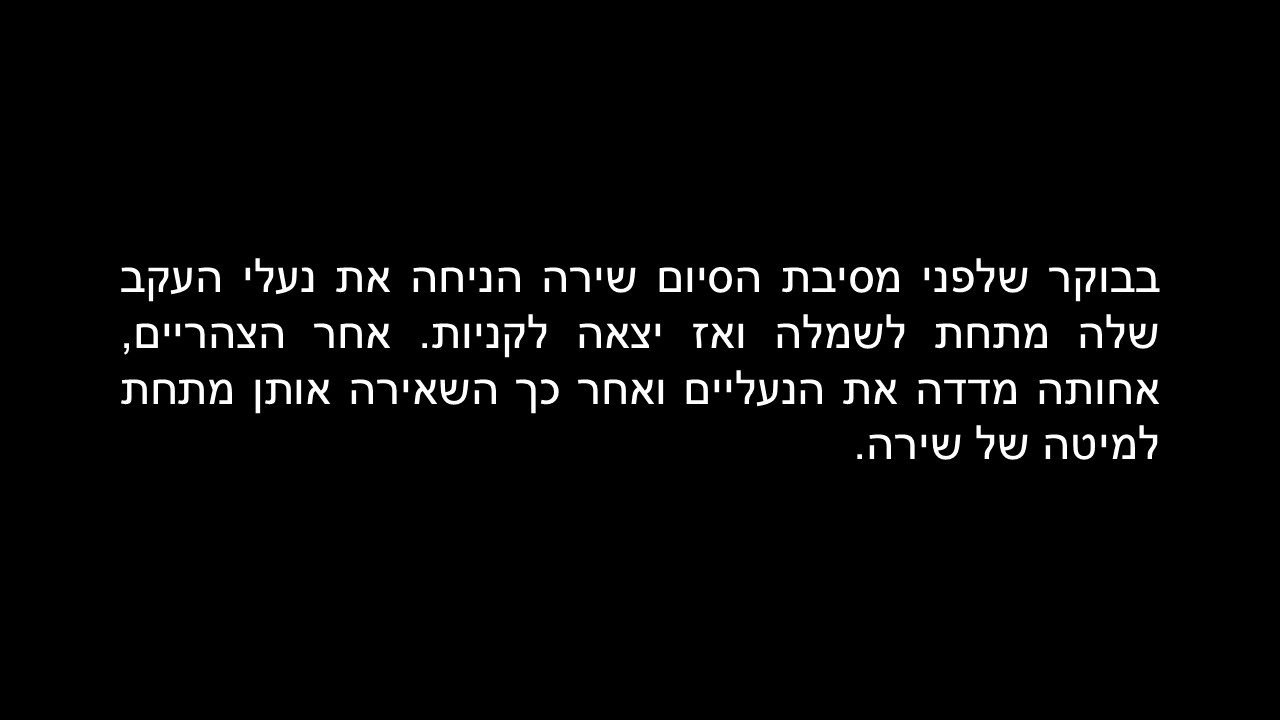 בבוקר שלפני מסיבת הסיום שירה הניחה את נעלי העקב
שלה מתחת לשמלה ואז יצאה לקניות. אחר הצהריים,
אחותה מדדה את הנעליים ואחר כך השאירה אותן מתחת
למיטה של שירה.